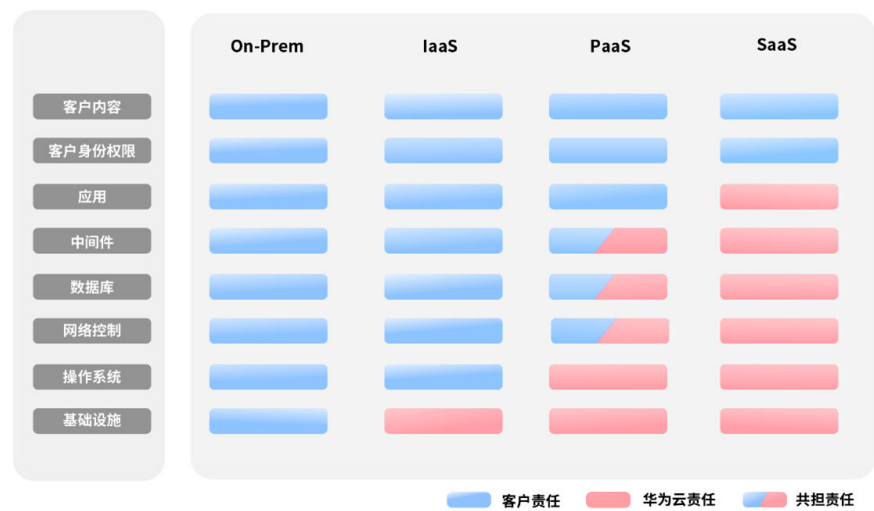 On-Prem IaaS PaaS SaaS
客户内容
客户身份权限
应用
中间件
数据库
网络控制
操作系统
基础设施
客户责任 华为云责任 共担责任